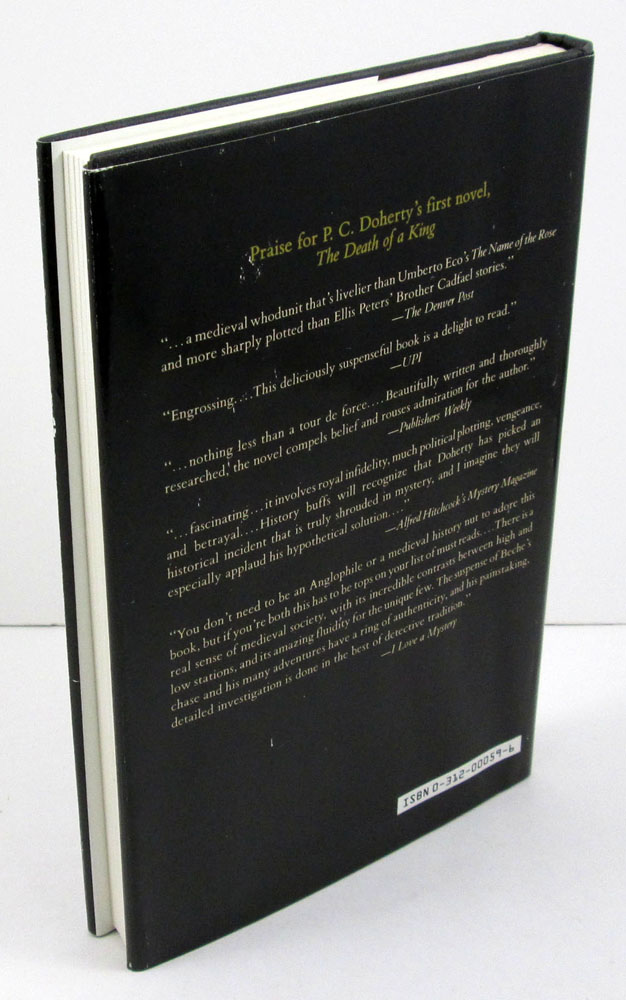 Praise for P. C. Doherty's first novel,
The Death of a King
“…a medieval whodunit that's livelier than Umberto Eco's The Name of the Rose
and more sharply plotted than Ellis Peters' Brother Cadfael stories.”
—The Denver Post
“Engrossing.…This deliciously suspenseful book is a delight to read.”
—UPI
“…nothing less than a tour de force.…Beautifully written and thoroughly
researched, the novel compels belief and rouses admiration for the author.”
—Publishers Weekly
“…fascinating…it involves royal infidelity, much political plotting, vengeance,
and betrayal.…History buffs will recognize that Doherty has picked an
historical incident that is truly shrouded in mystery, and I imagine they will
especially applaud his hypothetical solution.…”
—Alfred Hitchcock's Mystery Magazine
“You don't need to be an Anglophile or a medieval history nut to adore this
book, but if you're both this has to be tops on your list of must reads.…There is a
real sense of medieval society, with its incredible contrasts between high and
low stations, and its amazing fluidity for the unique few. The suspense of Beche's
chase and his many adventures have a ring of authenticity, and his painstaking,
detailed investigation is done in the best of detective tradition.”
—I Love a Mystery
ISBN 0-312-00059-6